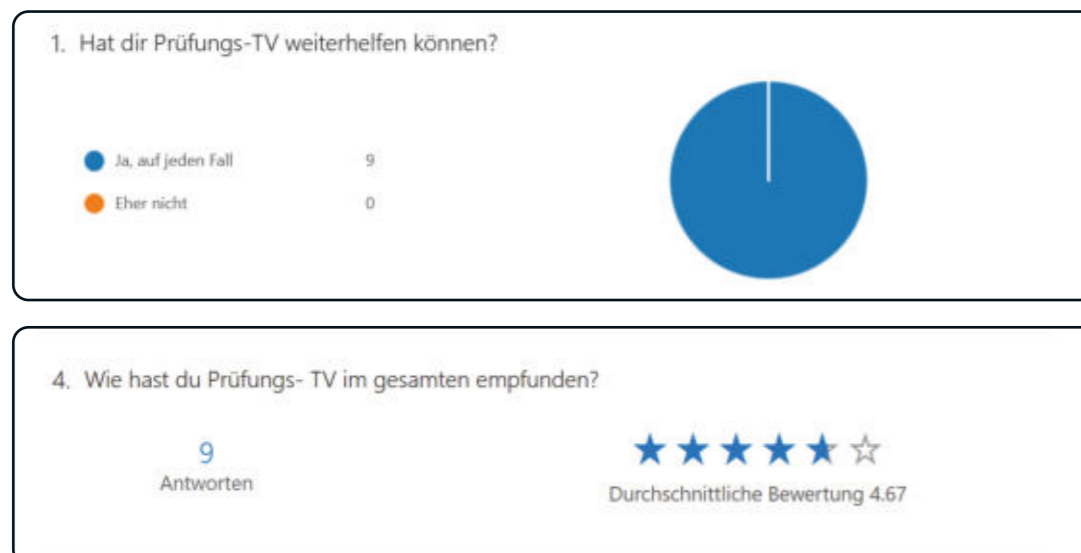 1. Hat dir Prüfungs-TV weiterhelfen können?
Ja, auf jeden Fall 9
Eher nicht 0
4. Wie hast du Prüfungs- TV im gesamten empfunden?
9
Antworten
Durchschnittliche Bewertung 4.67